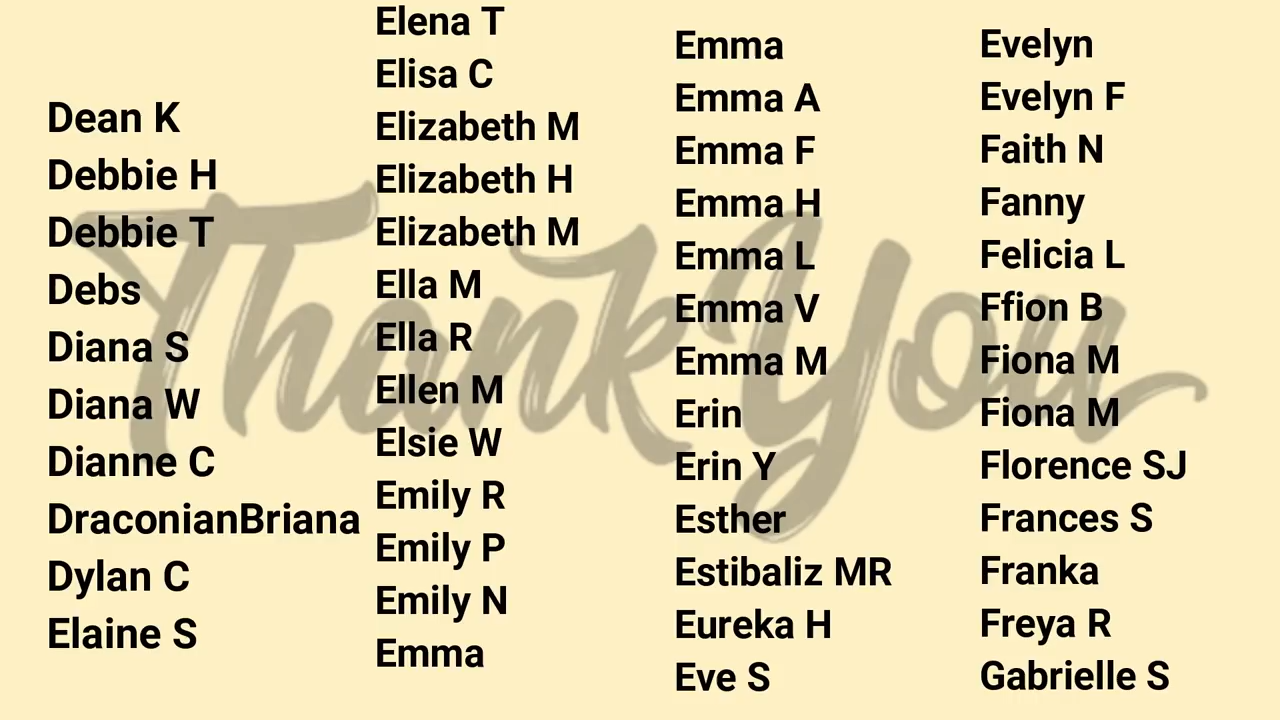 Dean K
Debbie H
Debbie T
Debs
Diana S
Diana W
Dianne C
DraconianBriana
Dylan C
Elaine S
Elena T
Elisa C
Elizabeth M
Elizabeth H
Elizabeth M
Ella M
Ella R
Ellen M
Elsie W
Emily R
Emily P
Emily N
Emma
Emma
Emma A
Emma F
Emma H
Emma L
Emma V
Emma M
Erin
Erin Y
Esther
Estibaliz MR
Eureka H
Eve S
Evelyn
Evelyn F
Faith N
Fanny
Felicia L
Ffion B
Fiona M
Fiona M
Florence SJ
Frances S
Franka
Freya R
Gabrielle S
Thank You